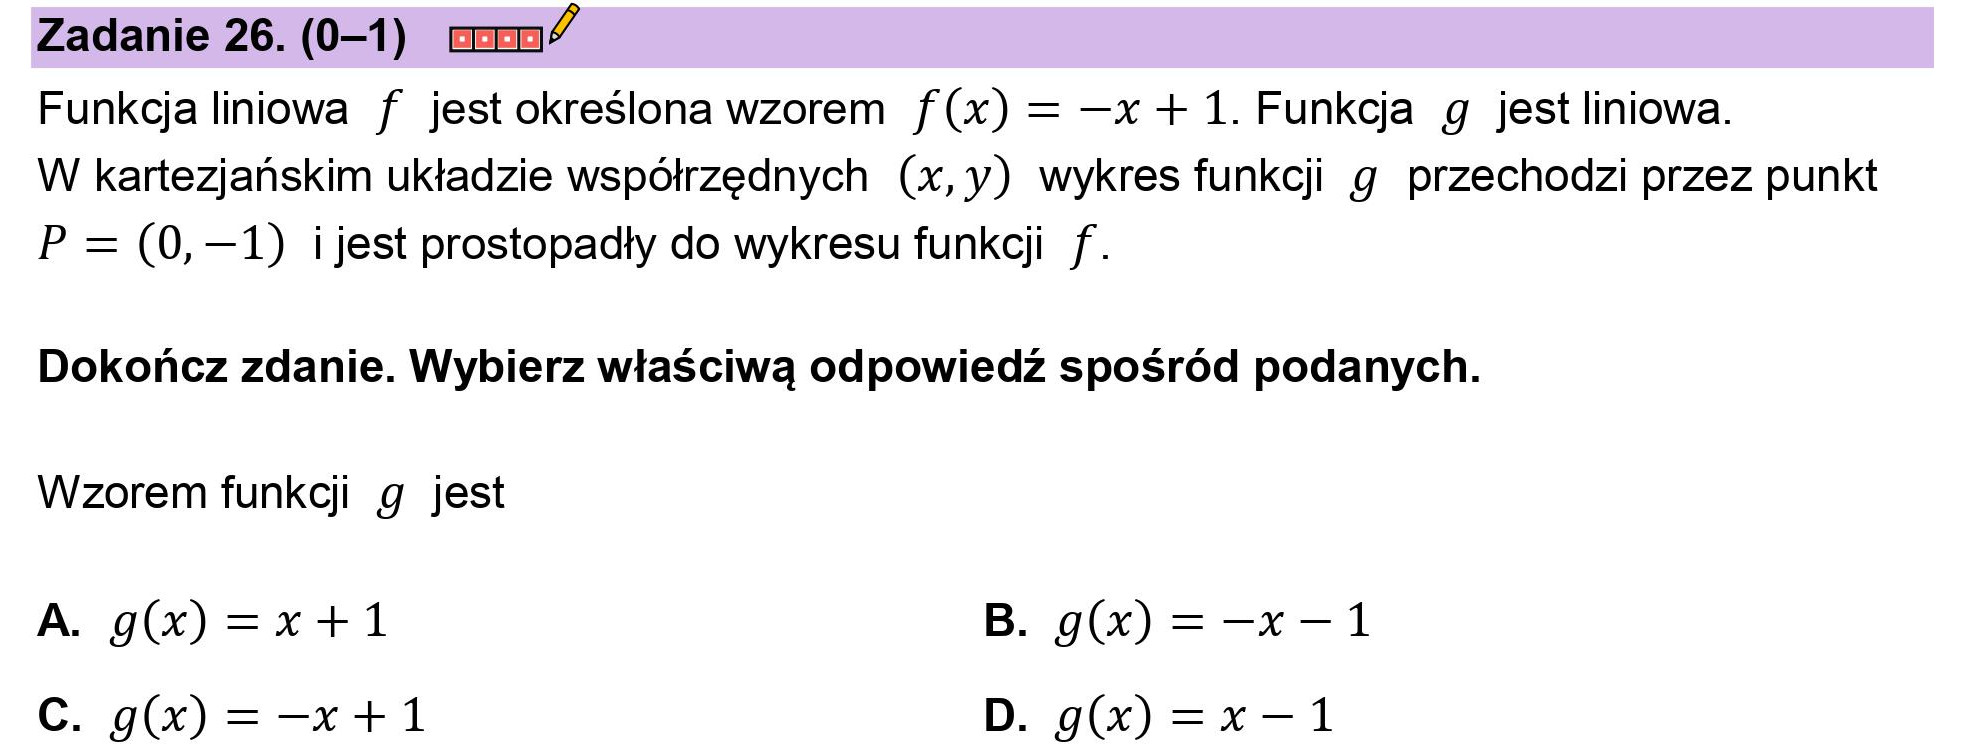 Zadanie 26. (0–1)
Funkcja liniowa f jest określona wzorem f(x) = −x + 1. Funkcja g jest liniowa.
W kartezjańskim układzie współrzędnych (x, y) wykres funkcji g przechodzi przez punkt
P = (0, −1) i jest prostopadły do wykresu funkcji f.
Dokończ zdanie. Wybierz właściwą odpowiedź spośród podanych.
Wzorem funkcji g jest
A. g(x) = x + 1 B. g(x) = −x − 1
C. g(x) = −x + 1 D. g(x) = x − 1